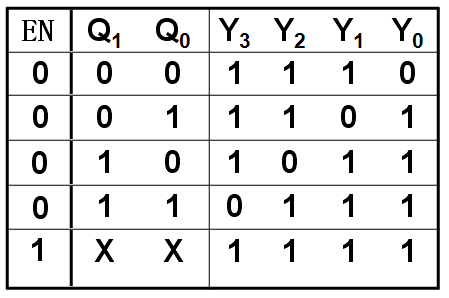 EN Q1 Q0 Y3 Y2 Y1 Y0
0 0 0 1 1 1 0
0 0 1 1 1 0 1
0 1 0 1 0 1 1
0 1 1 0 1 1 1
1 X X 1 1 1 1